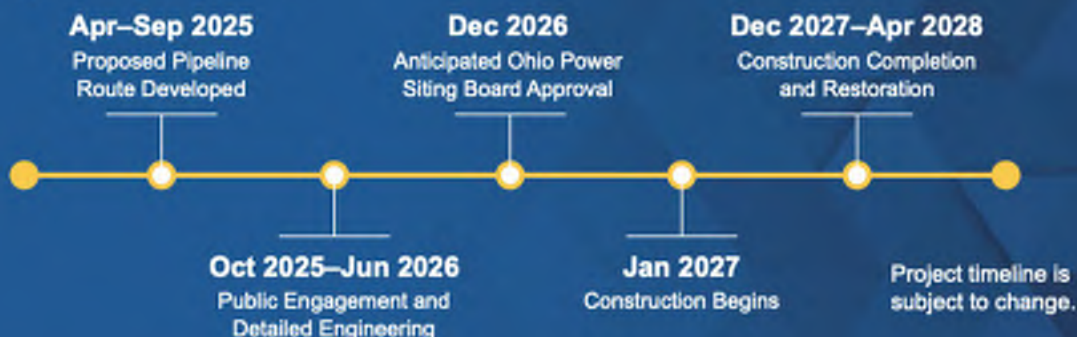 Apr–Sep 2025
Proposed Pipeline
Route Developed
Oct 2025–Jun 2026
Public Engagement and
Detailed Engineering
Dec 2026
Anticipated Ohio Power
Siting Board Approval
Jan 2027
Construction Begins
Dec 2027–Apr 2028
Construction Completion
and Restoration
Project timeline is
subject to change.